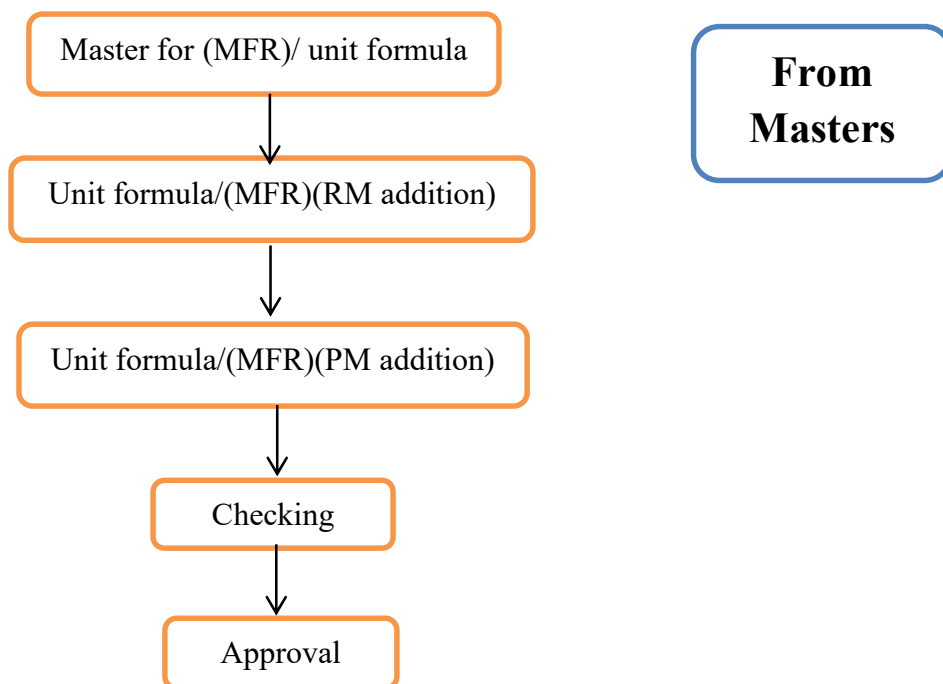 Master for (MFR)/ unit formula
From
Masters
Unit formula/(MFR)(RM addition)
Unit formula/(MFR)(PM addition)
Checking
Approval